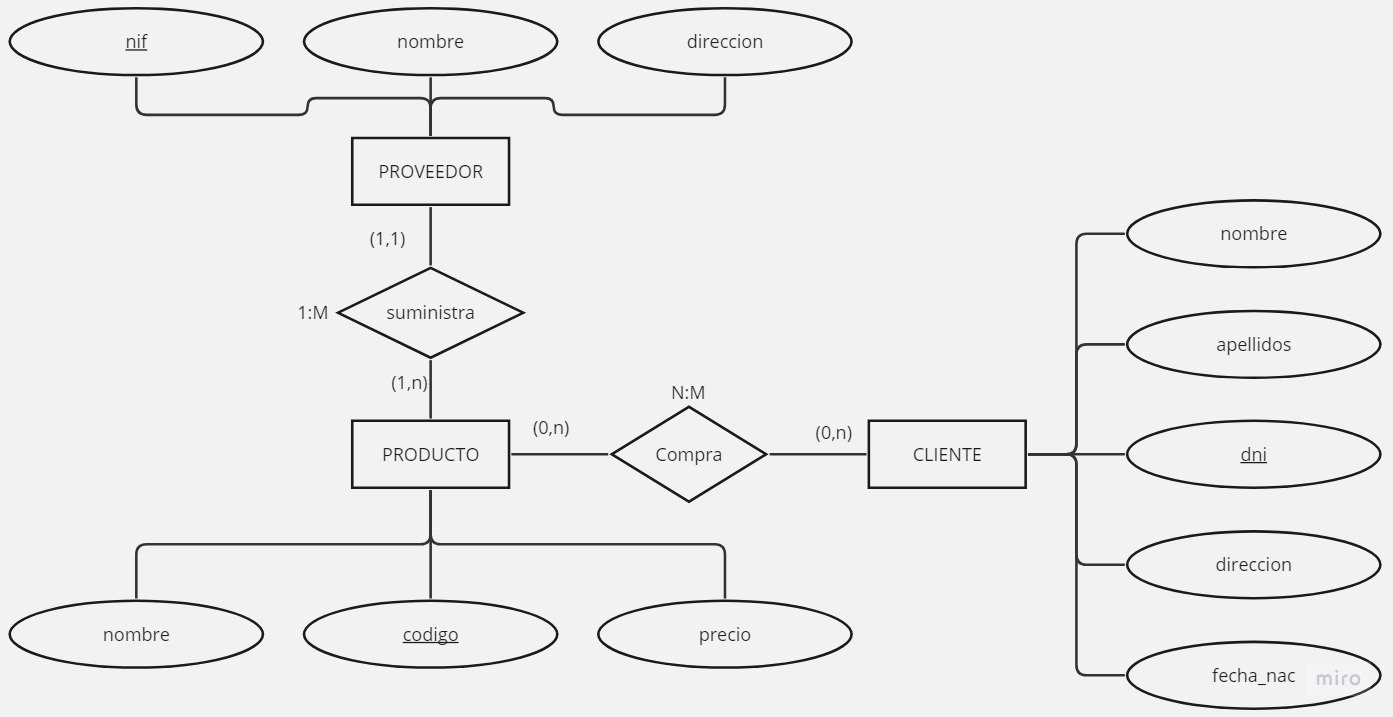 nif
nombre
direccion
PROVEEDOR
(1,1)
1:M
suministra
(1,n)
PRODUCTO
(0,n)
N:M
Compra
(0,n)
CLIENTE
nombre
apellidos
dni
direccion
fecha_nac
nombre
codigo
precio
miro